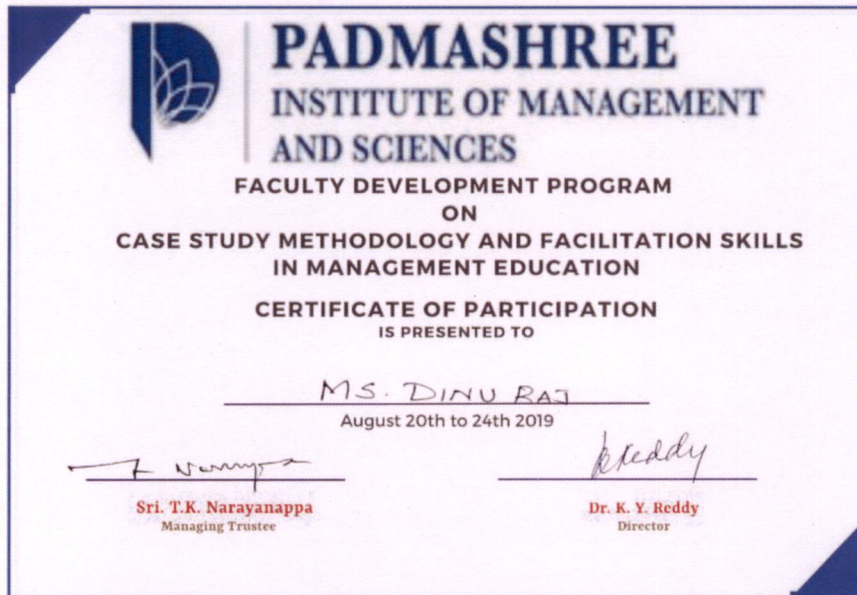 PADMASHREE
INSTITUTE OF MANAGEMENT
AND SCIENCES
FACULTY DEVELOPMENT PROGRAM
ON
CASE STUDY METHODOLOGY AND FACILITATION SKILLS
IN MANAGEMENT EDUCATION
CERTIFICATE OF PARTICIPATION
IS PRESENTED TO
MS. DINU RAJ
August 20th to 24th 2019
Sri. T.K. Narayanappa
Managing Trustee
Dr. K. Y. Reddy
Director